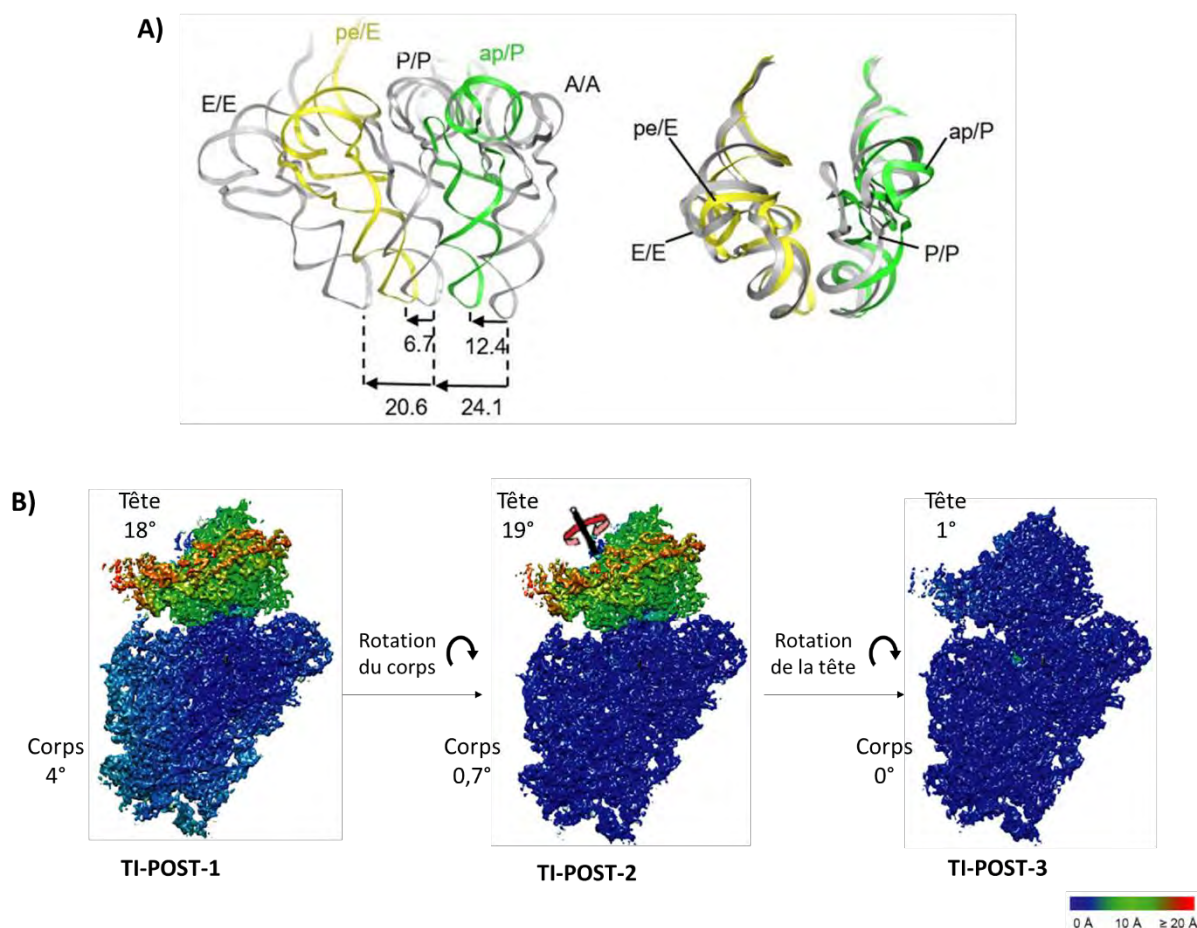 A)
pe/E
P/P
ap/P
A/A
E/E
6.7
12.4
20.6
24.1
pe/E
ap/P
E/E
P/P
B)
Tête
18°
Corps
4°
TI-POST-1
Rotation
du corps
Tête
19°
Corps
0,7°
TI-POST-2
Rotation
de la tête
Tête
1°
Corps
0°
TI-POST-3
0 Å 10 Å ≥ 20 Å